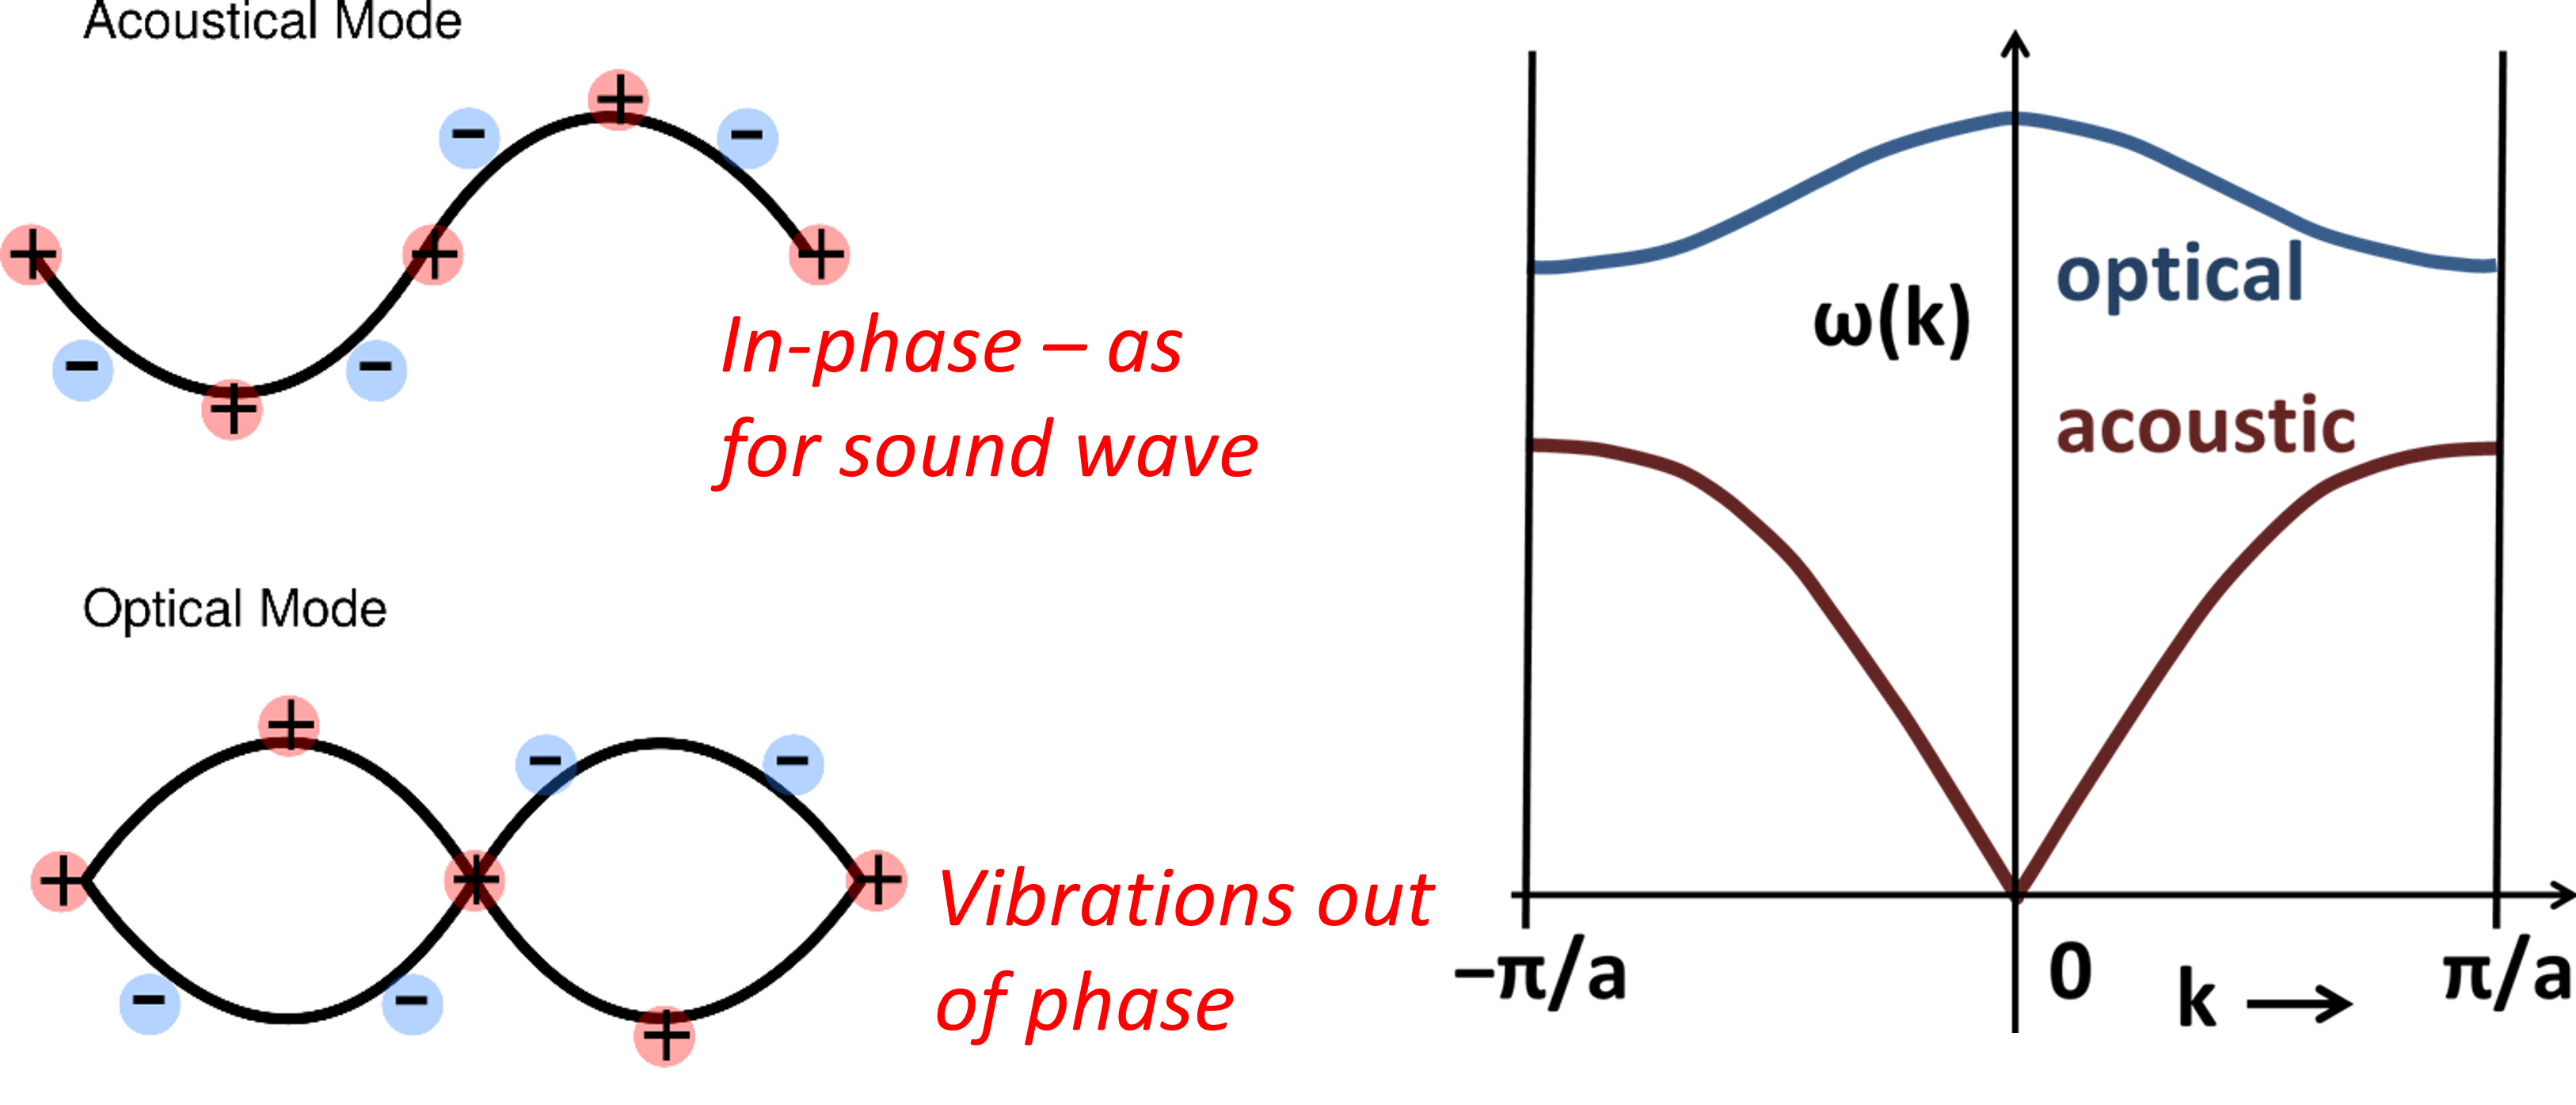 Acoustical Mode
+
−
−
+
+
+
−
−
+
In-phase – as
for sound wave
Optical Mode
+
+
−
−
+
−
−
+
+
Vibrations out
of phase
ω(k)
optical
acoustic
−π/a
0
k →
π/a